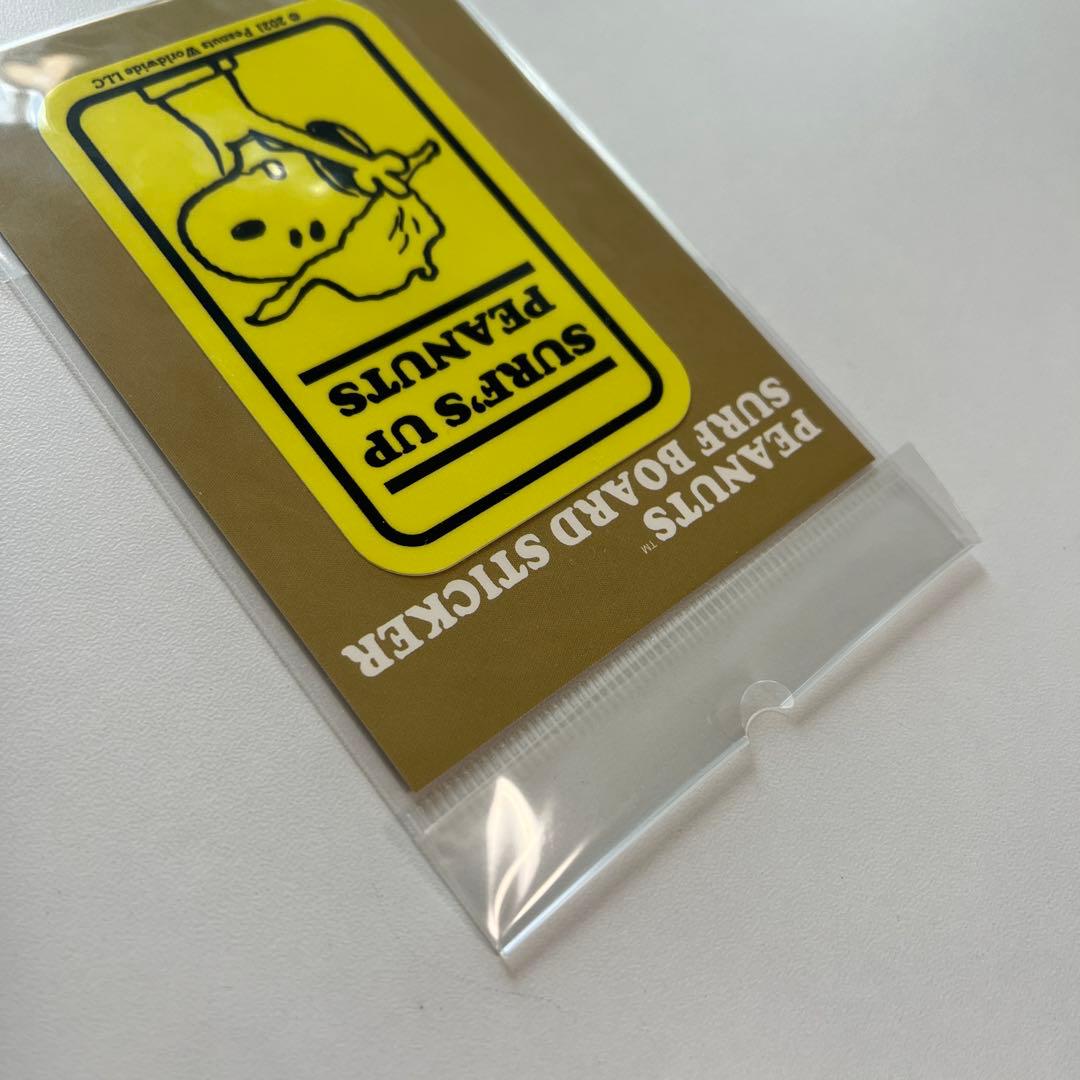 PEANUTS™
SURF BOARD STICKER
SURF'S UP
PEANUTS
© 2021 Peanuts Worldwide LLC